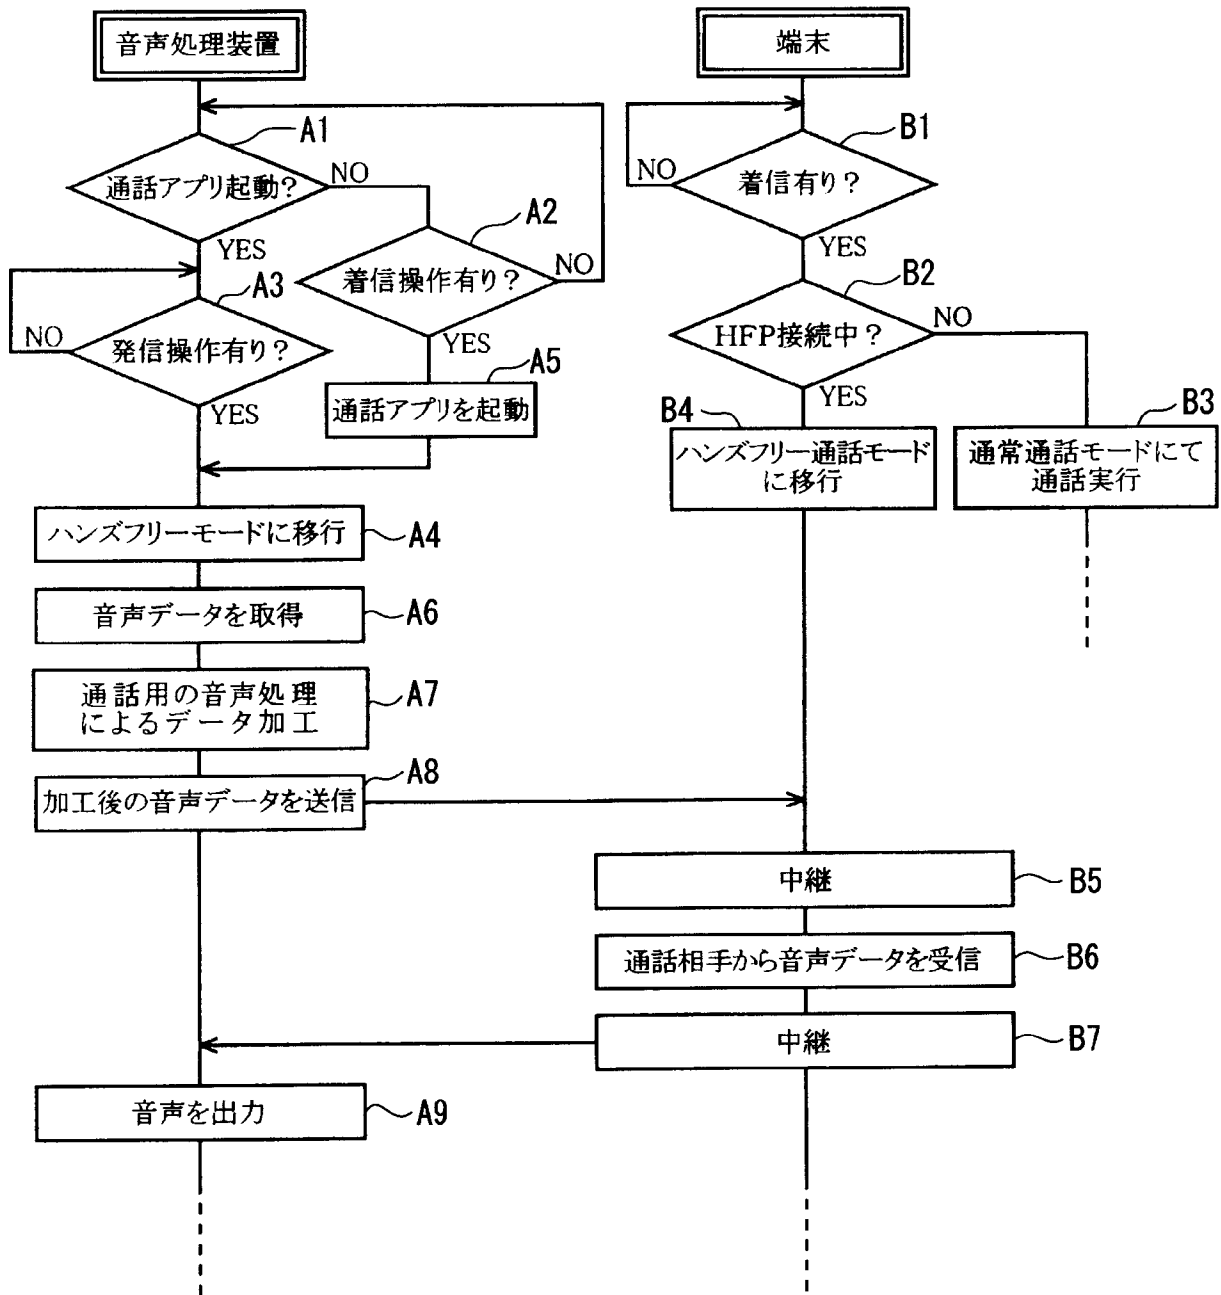 音声処理装置
端末
A1
通話アプリ起動?
NO
YES
A2
着信操作有り?
NO
YES
A3
発信操作有り?
NO
YES
A5
通話アプリを起動
ハンズフリーモードに移行
A4
音声データを取得
A6
通話用の音声処理
によるデータ加工
A7
加工後の音声データを送信
A8
音声を出力
A9
B1
着信有り?
NO
YES
B2
HFP接続中?
NO
YES
B4
ハンズフリー通話モード
に移行
B3
通常通話モードにて
通話実行
中継
B5
通話相手から音声データを受信
B6
中継
B7